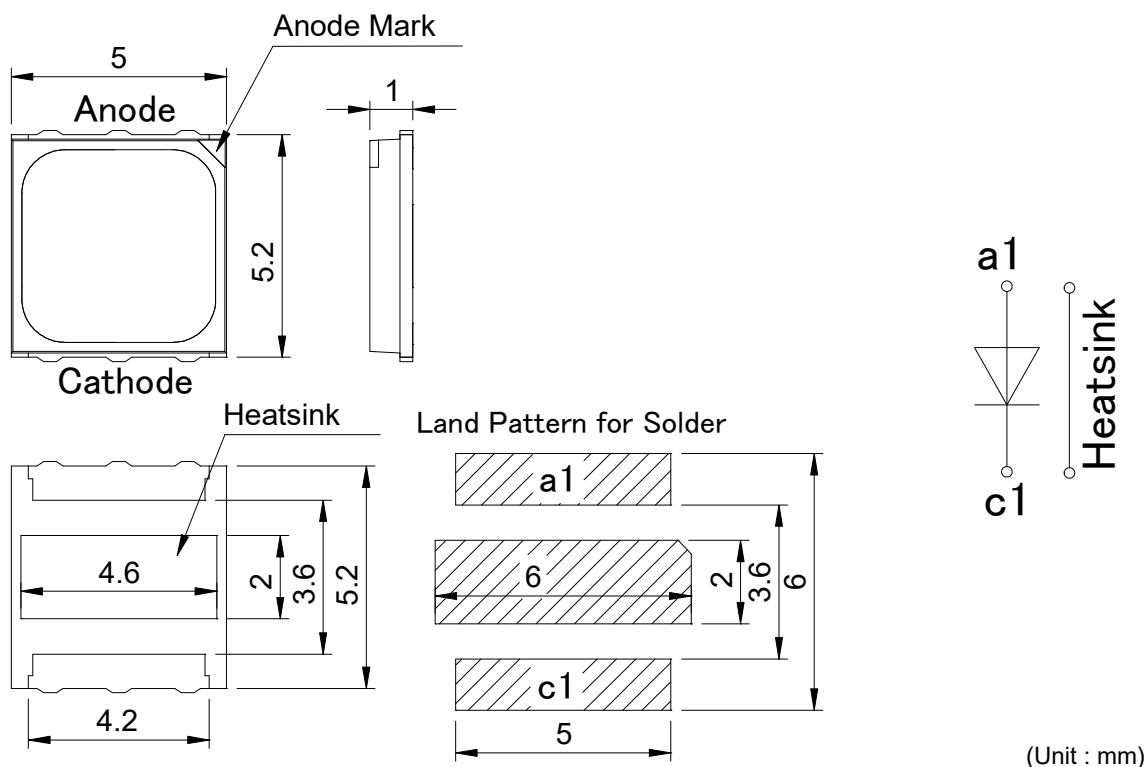 Anode Mark
5
Anode
1
5.2
Cathode
a1
Heatsink
c1
Heatsink
4.6
2
3.6
5.2
4.2
Land Pattern for Solder
a1
6
2
3.6
6
c1
5
(Unit : mm)